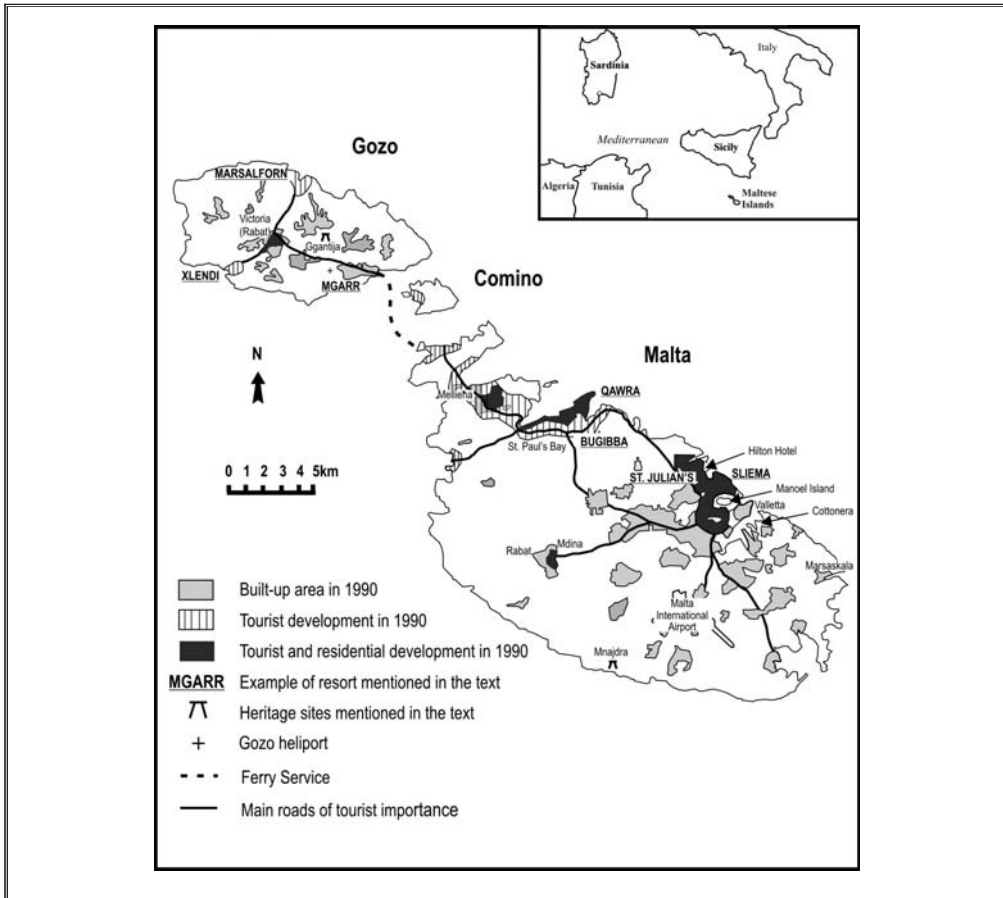 Italy
Sardinia
Mediterranean
Sicily
Algeria
Tunisia
Maltese
Islands
Gozo
MARSALFORN
Victoria
(Rabat)
Ggantija
XLENDI
MGARR
Comino
N
Malta
Mellieha
QAWRA
St. Paul's Bay
BUGIBBA
Hilton Hotel
ST. JULIAN'S
SLIEMA
Manoel Island
Valletta
Cottonera
0 1 2 3 4 5km
Rabat
Mdina
Marsaskala
Malta
International
Airport
Mnajdra
Built-up area in 1990
Tourist development in 1990
Tourist and residential development in 1990
MGARR Example of resort mentioned in the text
Heritage sites mentioned in the text
Gozo heliport
Ferry Service
Main roads of tourist importance